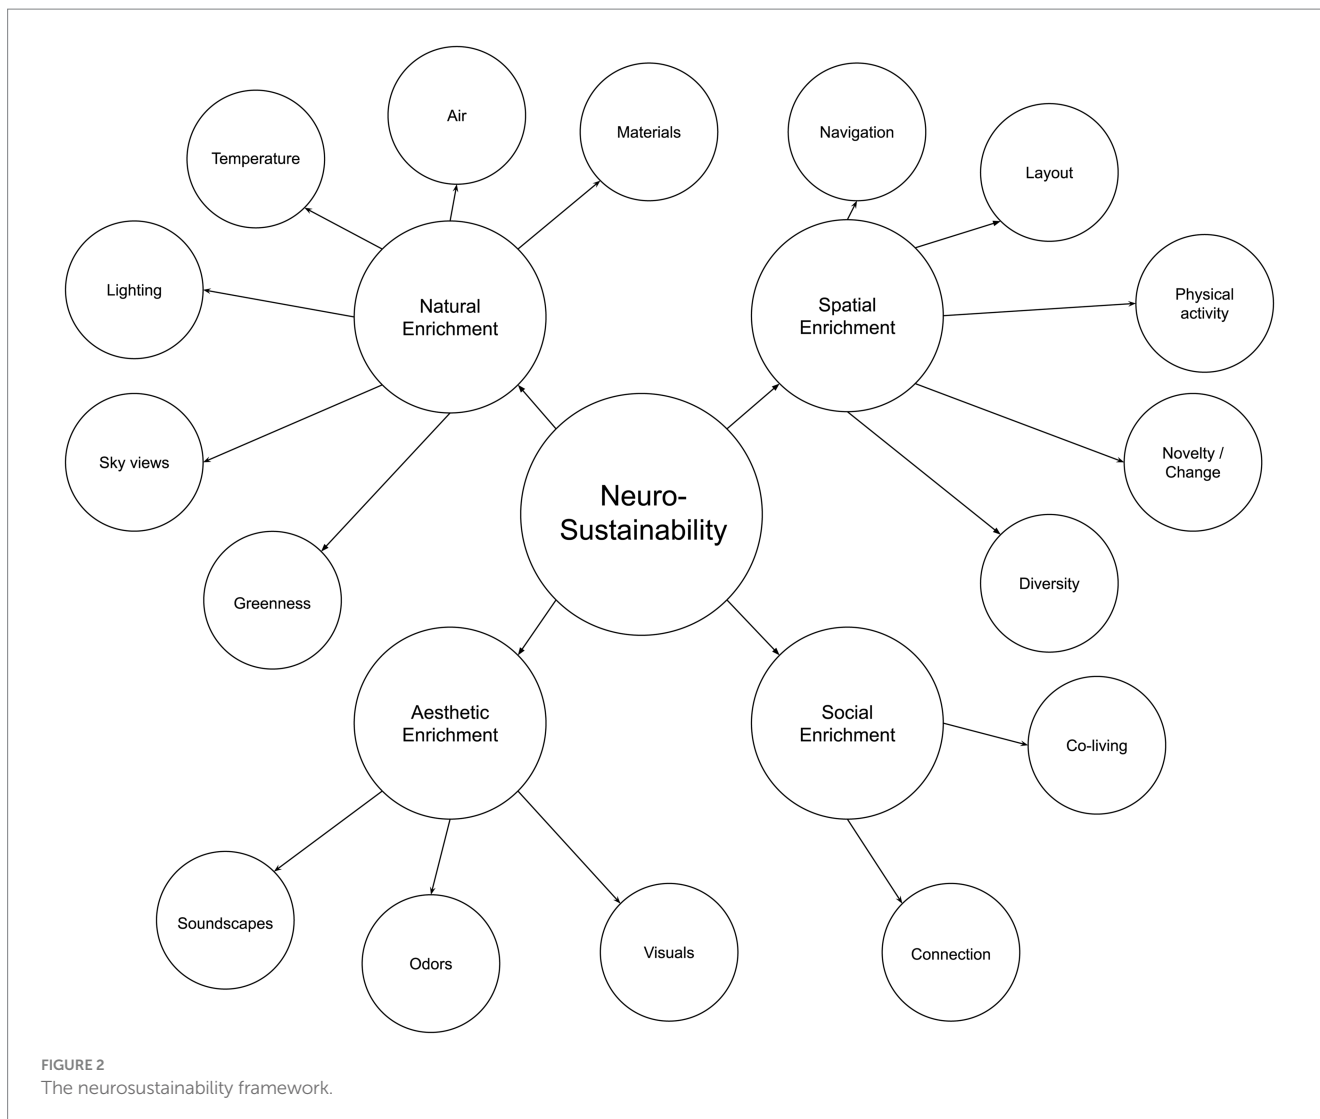 Air
Materials
Navigation
Temperature
Layout
Lighting
Natural
Enrichment
Spatial
Enrichment
Physical
activity
Sky views
Neuro-
Sustainability
Novelty /
Change
Greenness
Diversity
Aesthetic
Enrichment
Social
Enrichment
Co-living
Soundscapes
Odors
Visuals
Connection
FIGURE 2
The neurosustainability framework.